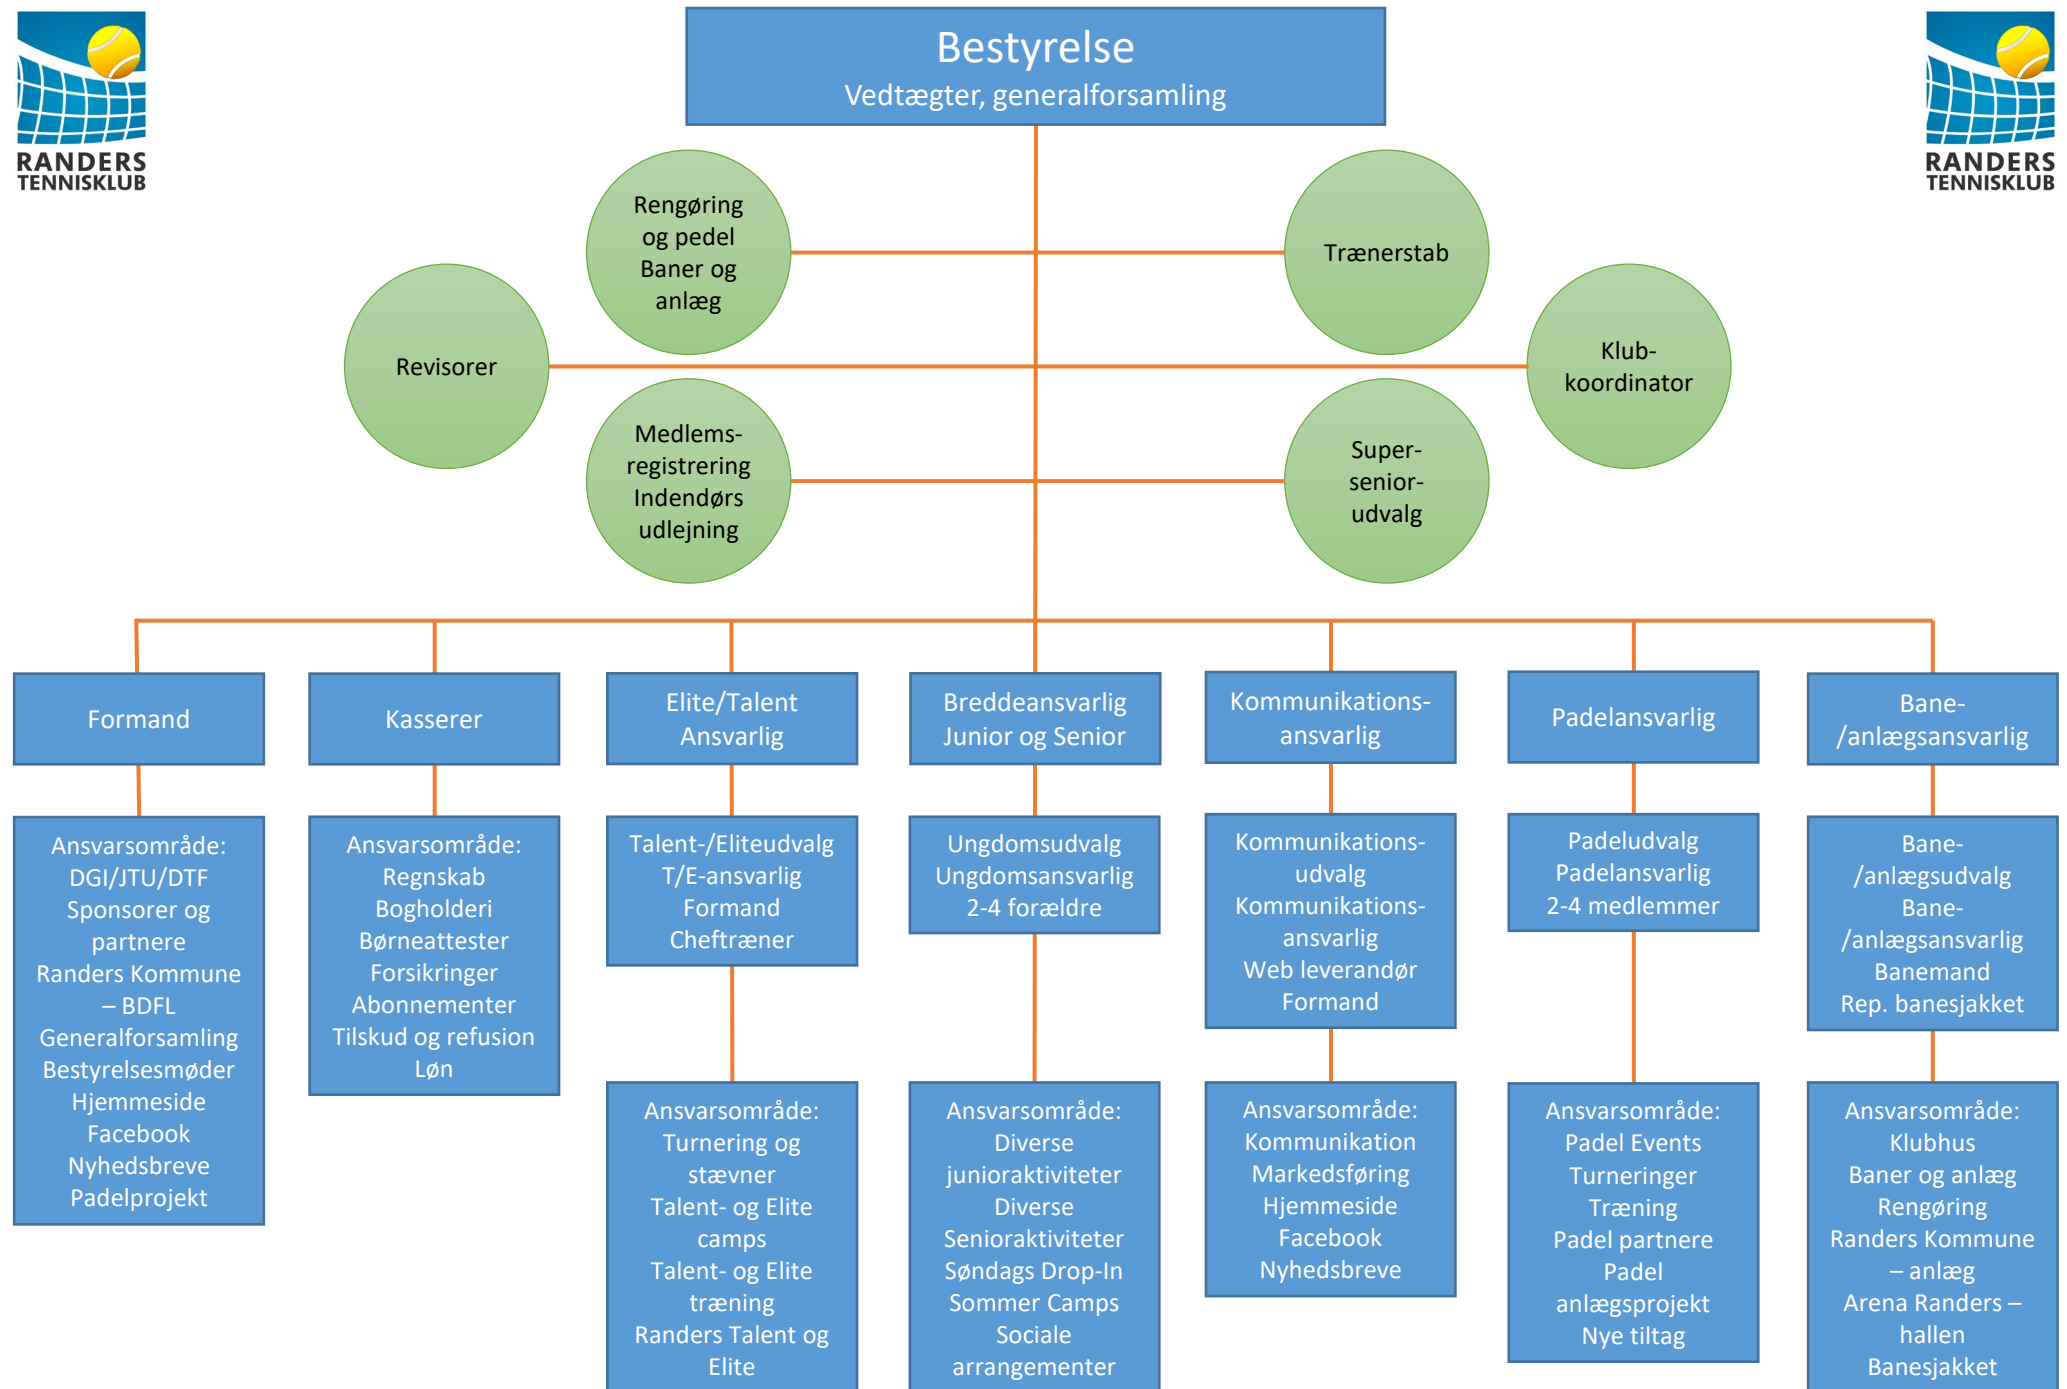 RANDERS
TENNISKLUB
Bestyrelse
Vedtægter, generalforsamling
RANDERS
TENNISKLUB
Rengøring
og pedel
Baner og
anlæg
Trænerstab
Revisorer
Klub-
koordinator
Medlems-
registrering
Indendørs
udlejning
Super-
senior-
udvalg
Formand
Kasserer
Elite/Talent
Ansvarlig
Breddeansvarlig
Junior og Senior
Kommunikations-
ansvarlig
Padelansvarlig
Bane-
/anlægsansvarlig
Ansvarsområde:
DGI/JTU/DTF
Sponsorer og
partnere
Randers Kommune
– BDFL
Generalforsamling
Bestyrelsesmøder
Hjemmeside
Facebook
Nyhedsbreve
Padelprojekt
Ansvarsområde:
Regnskab
Bogholderi
Børneattester
Forsikringer
Abonnementer
Tilskud og refusion
Løn
Talent-/Eliteudvalg
T/E-ansvarlig
Formand
Cheftræner
Ungdomsudvalg
Ungdomsansvarlig
2-4 forældre
Kommunikations-
udvalg
Kommunikations-
ansvarlig
Web leverandør
Formand
Padeludvalg
Padelansvarlig
2-4 medlemmer
Bane-
/anlægsudvalg
Bane-
/anlægsansvarlig
Banemand
Rep. banesjakket
Ansvarsområde:
Turnering og
stævner
Talent- og Elite
camps
Talent- og Elite
træning
Randers Talent og
Elite
Ansvarsområde:
Diverse
junioraktiviteter
Diverse
Senioraktiviteter
Søndags Drop-In
Sommer Camps
Sociale
arrangementer
Ansvarsområde:
Kommunikation
Markedsføring
Hjemmeside
Facebook
Nyhedsbreve
Ansvarsområde:
Padel Events
Turneringer
Træning
Padel partnere
Padel
anlægsprojekt
Nye tiltag
Ansvarsområde:
Klubhus
Baner og anlæg
Rengøring
Randers Kommune
– anlæg
Arena Randers –
hallen
Banesjakket